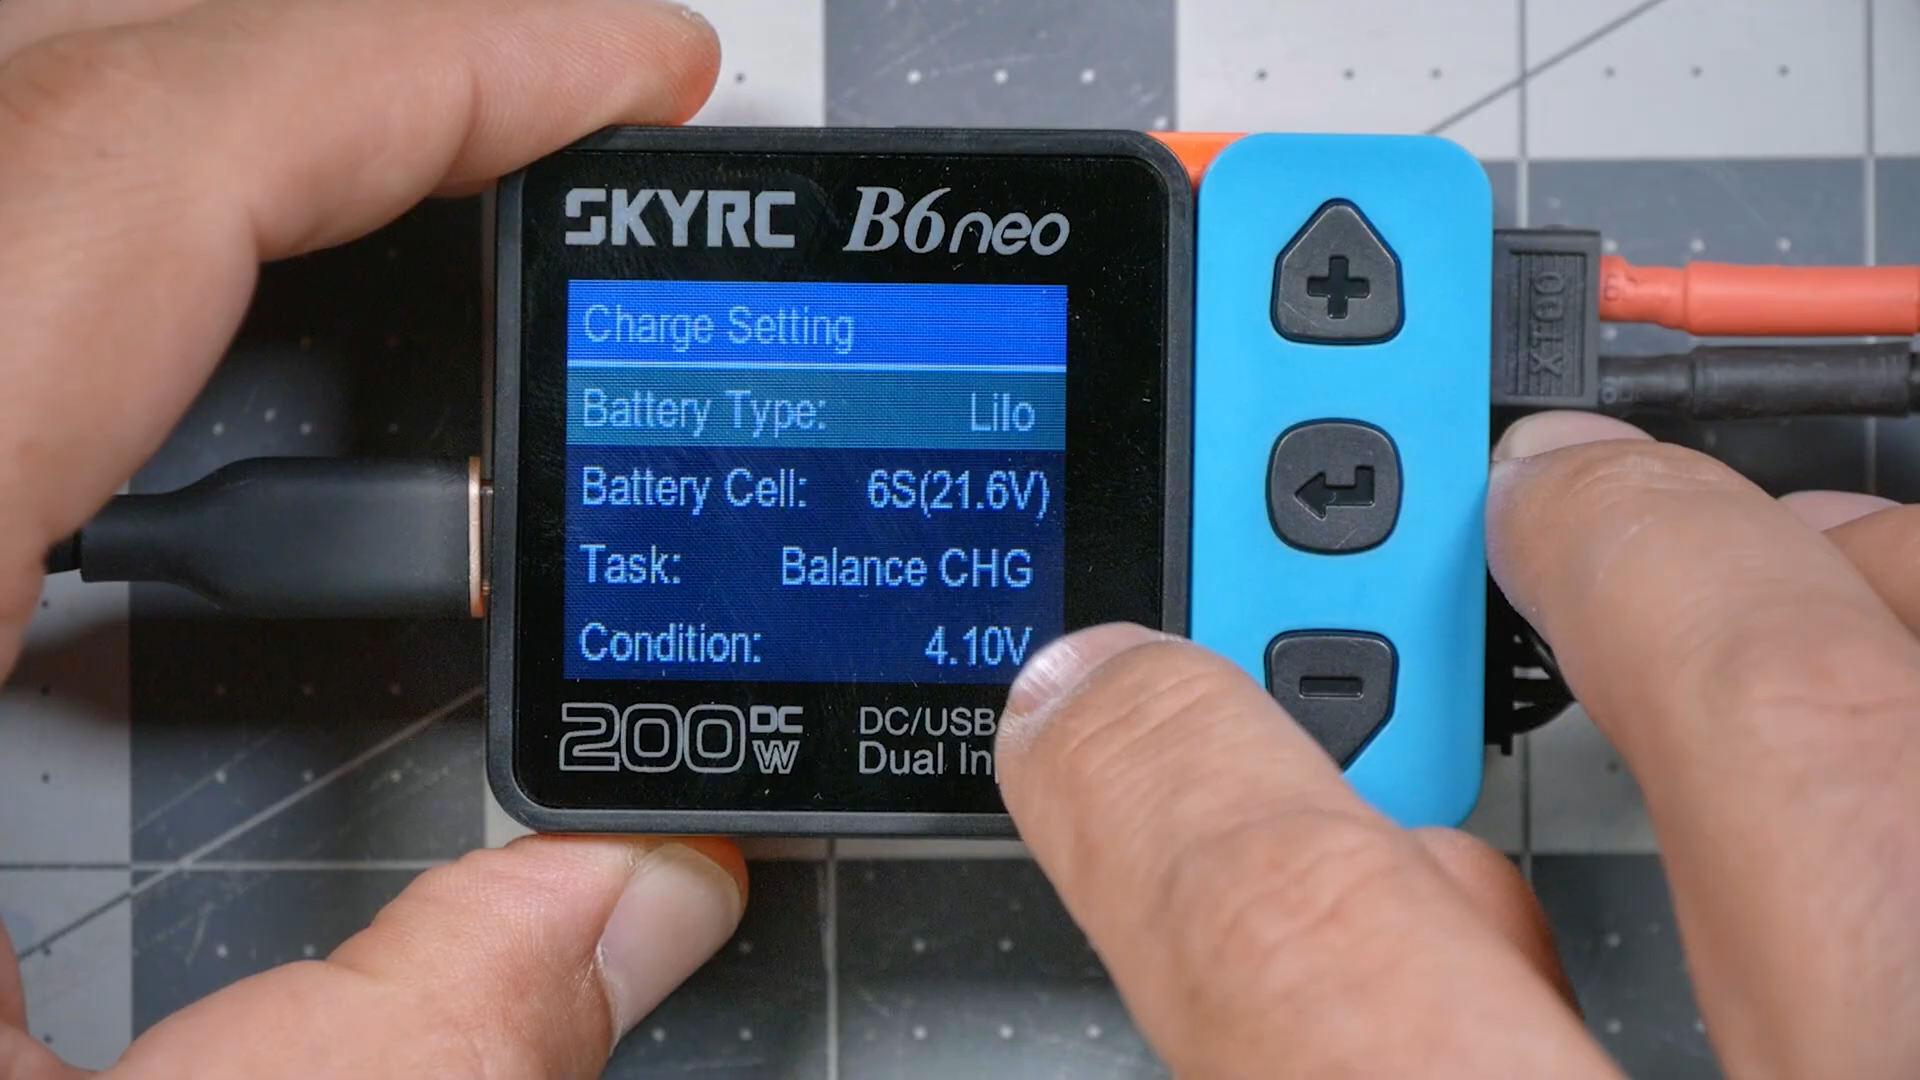 SKYRC B6neo
Charge Setting
Battery Type: LiIo
Battery Cell: 6S(21.6V)
Task: Balance CHG
Condition: 4.10V
200 DC W
DC/USB
Dual
XT60